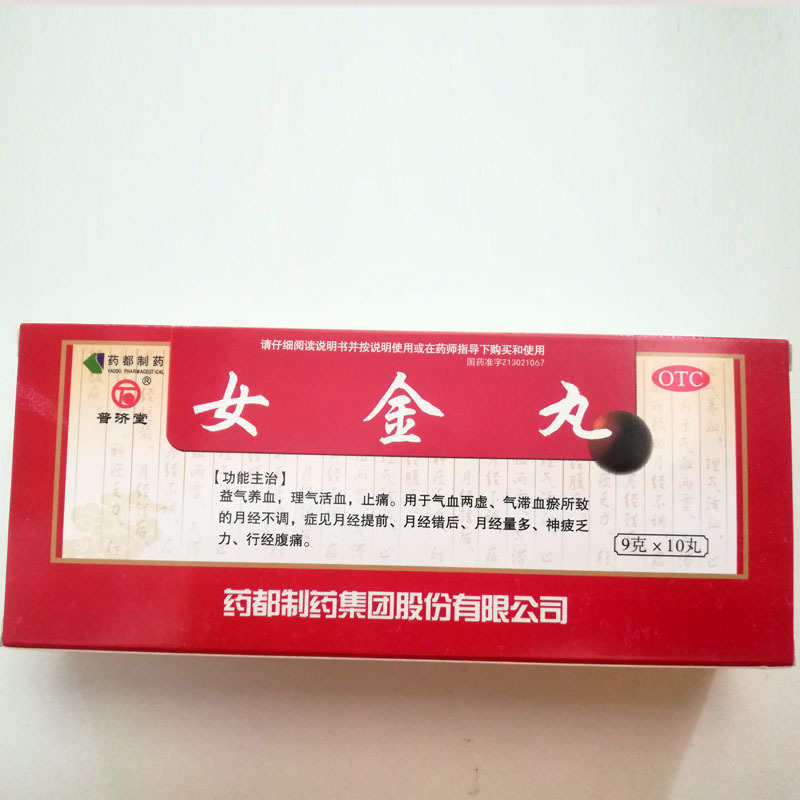 请仔细阅读说明书并按说明使用或在药师指导下购买和使用
国药准字Z13021067
药都制药
YAODU PHARMACEUTICAL
®
普济堂
女金丸
OTC
【功能主治】
益气养血，理气活血，止痛。用于气血两虚、气滞血瘀所致
的月经不调，症见月经提前、月经错后、月经量多、神疲乏
力、行经腹痛。
9克×10丸
药都制药集团股份有限公司